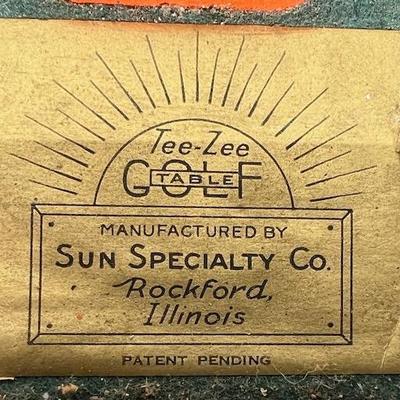 Tee-Zee
GOLF
TABLE
MANUFACTURED BY
SUN SPECIALTY CO.
Rockford,
Illinois
PATENT PENDING